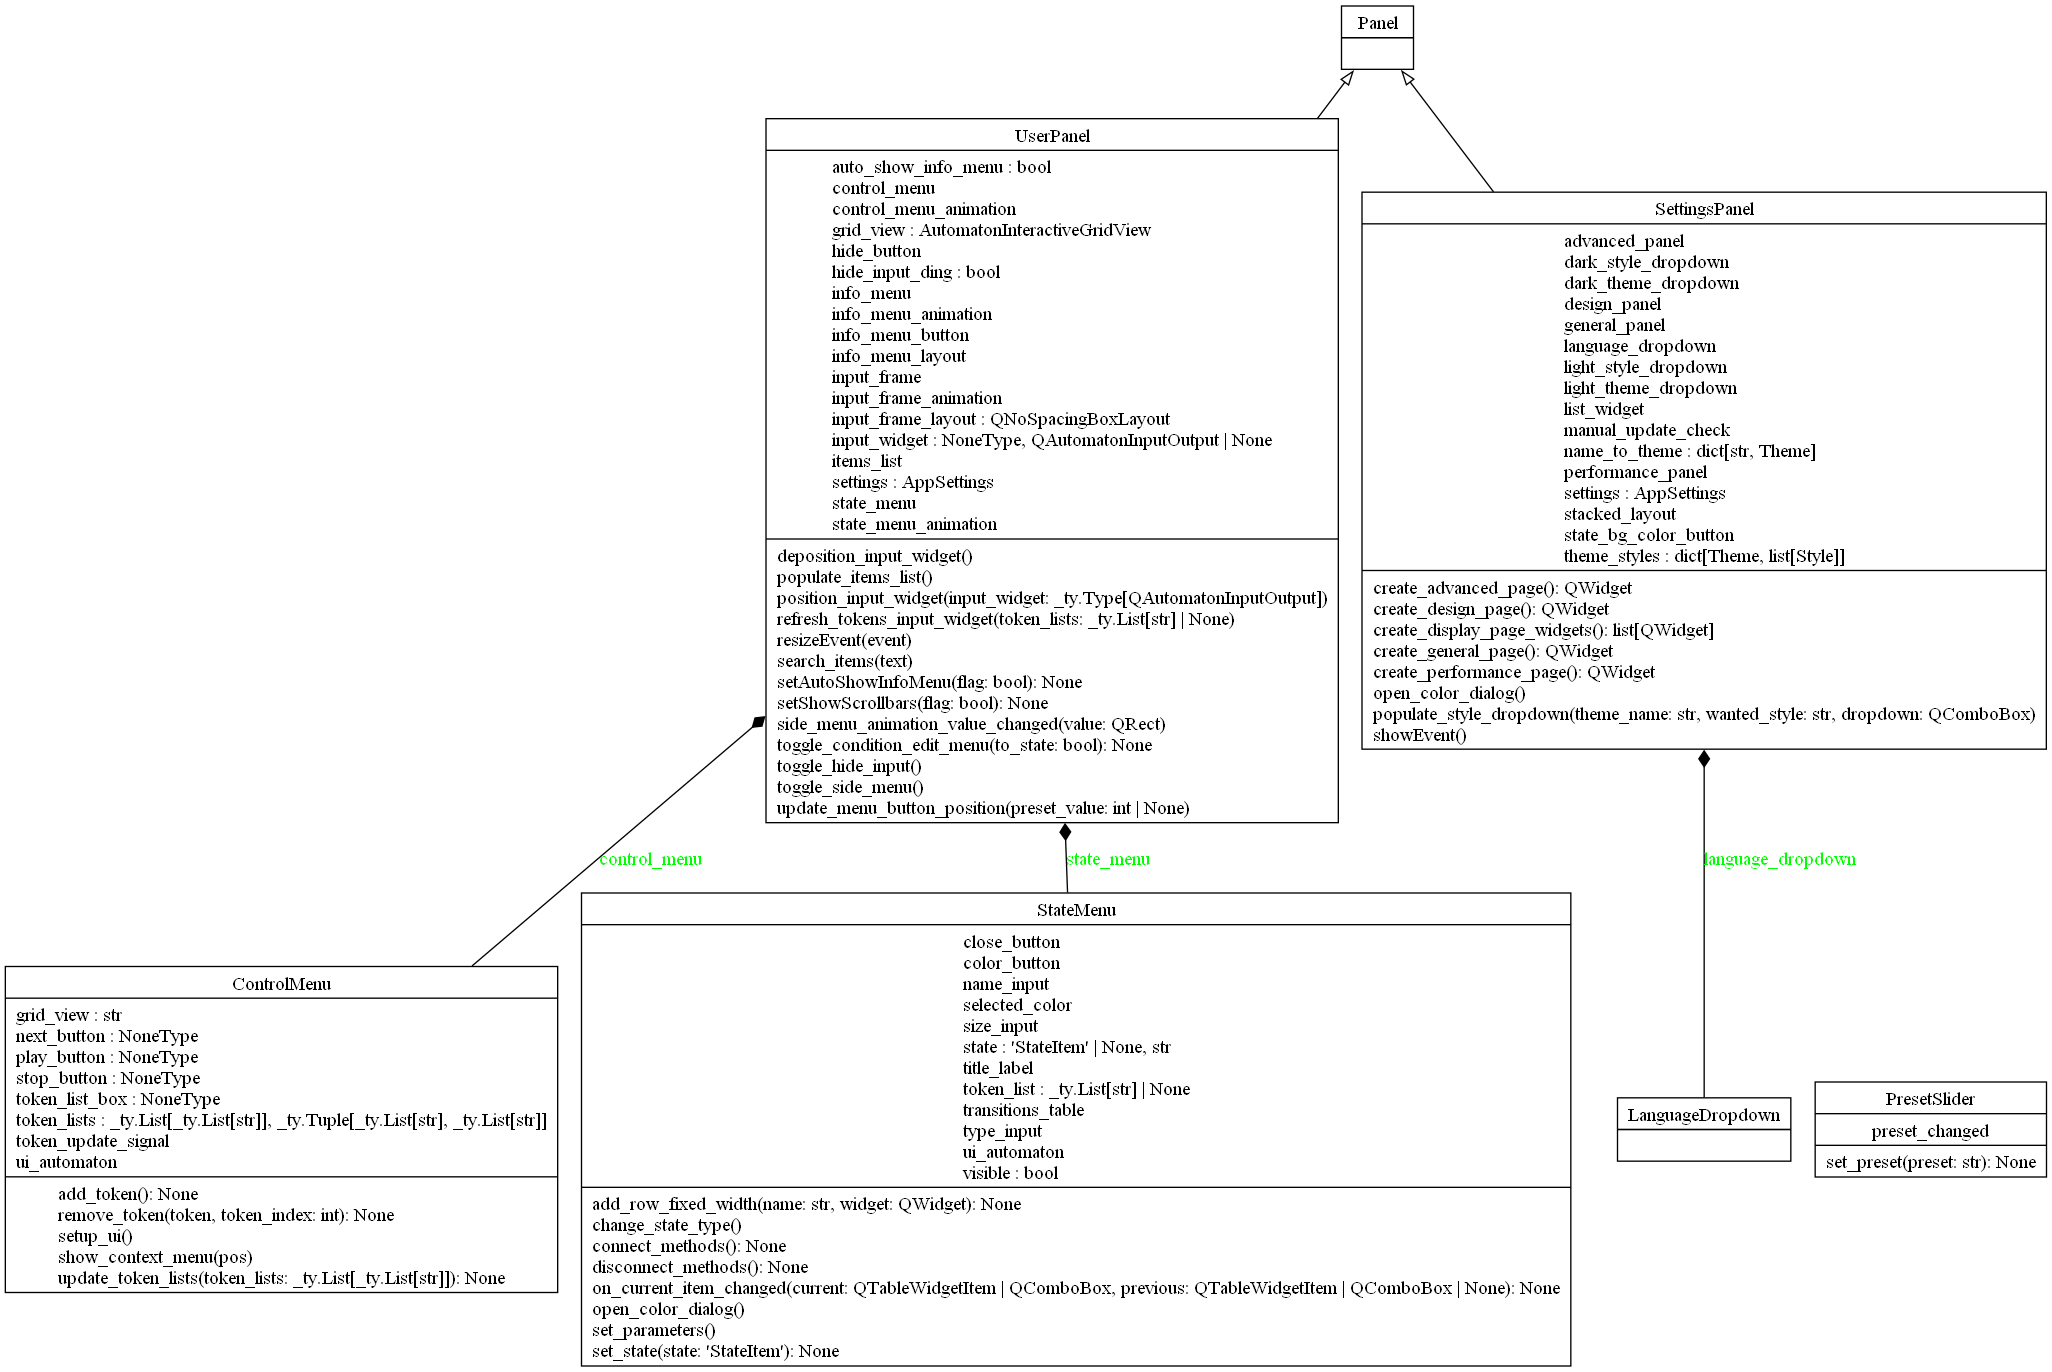 Panel
UserPanel
auto_show_info_menu : bool
control_menu
control_menu_animation
grid_view : AutomatonInteractiveGridView
hide_button
hide_input_ding : bool
info_menu
info_menu_animation
info_menu_button
info_menu_layout
input_frame
input_frame_animation
input_frame_layout : QNoSpacingBoxLayout
input_widget : NoneType, QAutomatonInputOutput | None
items_list
settings : AppSettings
state_menu
state_menu_animation
deposition_input_widget()
populate_items_list()
position_input_widget(input_widget: _ty.Type[QAutomatonInputOutput])
refresh_tokens_input_widget(token_lists: _ty.List[str] | None)
resizeEvent(event)
search_items(text)
setAutoShowInfoMenu(flag: bool): None
setShowScrollbars(flag: bool): None
side_menu_animation_value_changed(value: QRect)
toggle_condition_edit_menu(to_state: bool): None
toggle_hide_input()
toggle_side_menu()
update_menu_button_position(preset_value: int | None)
SettingsPanel
advanced_panel
dark_style_dropdown
dark_theme_dropdown
design_panel
general_panel
language_dropdown
light_style_dropdown
light_theme_dropdown
list_widget
manual_update_check
name_to_theme : dict[str, Theme]
performance_panel
settings : AppSettings
stacked_layout
state_bg_color_button
theme_styles : dict[Theme, list[Style]]
create_advanced_page(): QWidget
create_design_page(): QWidget
create_display_page_widgets(): list[QWidget]
create_general_page(): QWidget
create_performance_page(): QWidget
open_color_dialog()
populate_style_dropdown(theme_name: str, wanted_style: str, dropdown: QComboBox)
showEvent()
control_menu
state_menu
language_dropdown
ControlMenu
grid_view : str
next_button : NoneType
play_button : NoneType
stop_button : NoneType
token_list_box : NoneType
token_lists : _ty.List[_ty.List[str]], _ty.Tuple[_ty.List[str], _ty.List[str]]
token_update_signal
ui_automaton
add_token(): None
remove_token(token, token_index: int): None
setup_ui()
show_context_menu(pos)
update_token_lists(token_lists: _ty.List[_ty.List[str]]): None
StateMenu
close_button
color_button
name_input
selected_color
size_input
state : 'StateItem' | None, str
title_label
token_list : _ty.List[str] | None
transitions_table
type_input
ui_automaton
visible : bool
add_row_fixed_width(name: str, widget: QWidget): None
change_state_type()
connect_methods(): None
disconnect_methods(): None
on_current_item_changed(current: QTableWidgetItem | QComboBox, previous: QTableWidgetItem | QComboBox | None): None
open_color_dialog()
set_parameters()
set_state(state: 'StateItem'): None
LanguageDropdown
PresetSlider
preset_changed
set_preset(preset: str): None